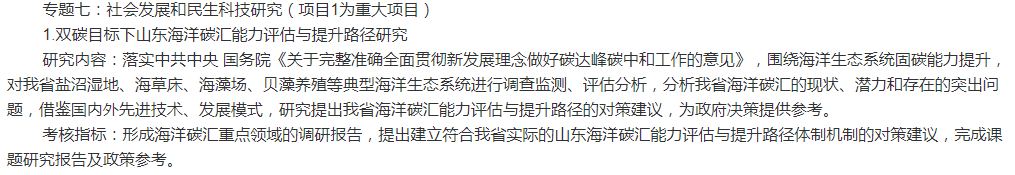 专题七：社会发展和民生科技研究（项目1为重大项目）
1.双碳目标下山东海洋碳汇能力评估与提升路径研究
研究内容：落实中共中央 国务院《关于完整准确全面贯彻新发展理念做好碳达峰碳中和工作的意见》，围绕海洋生态系统固碳能力提升，
对我省盐沼湿地、海草床、海藻场、贝藻养殖等典型海洋生态系统进行调查监测、评估分析，分析我省海洋碳汇的现状、潜力和存在的突出问
题，借鉴国内外先进技术、发展模式，研究提出我省海洋碳汇能力评估与提升路径的对策建议，为政府决策提供参考。
考核指标：形成海洋碳汇重点领域的调研报告，提出建立符合我省实际的山东海洋碳汇能力评估与提升路径体制机制的对策建议，完成课
题研究报告及政策参考。